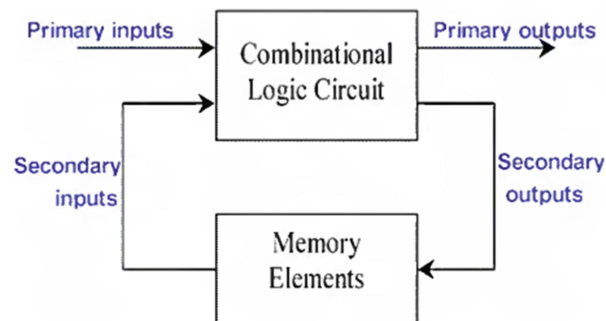 Primary inputs
Combinational
Logic Circuit
Primary outputs
Secondary
inputs
Secondary
outputs
Memory
Elements